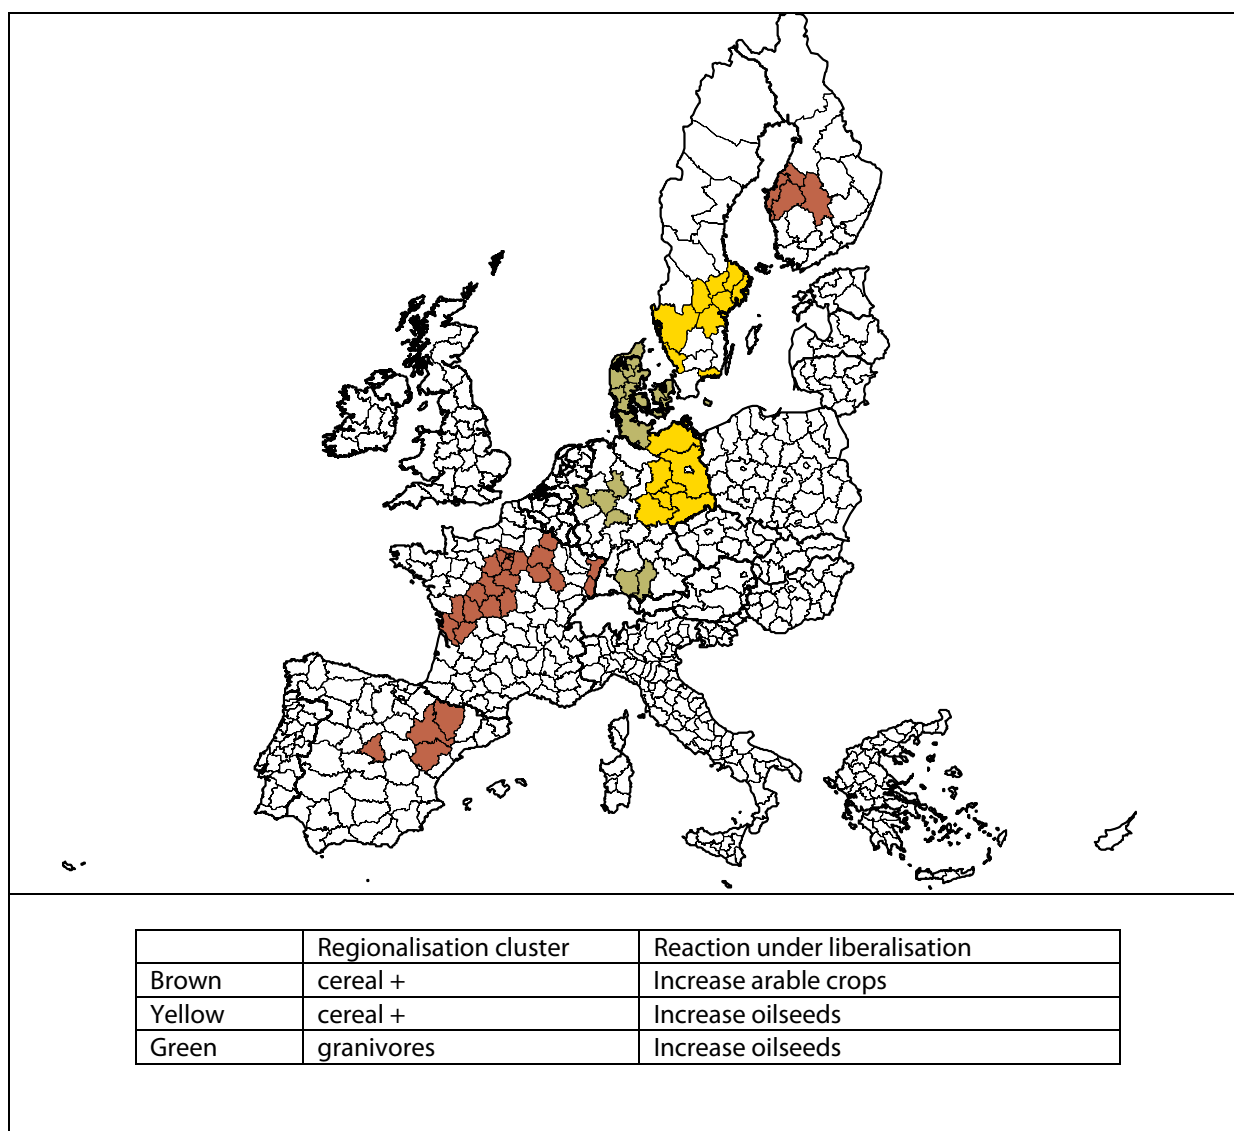 Regionalisation cluster Reaction under liberalisation
Brown cereal + Increase arable crops
Yellow cereal + Increase oilseeds
Green granivores Increase oilseeds